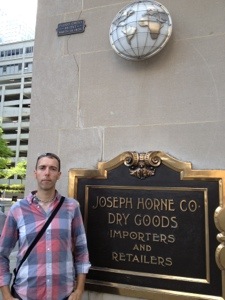 JOSEPH HORNE CO.
DRY GOODS
IMPORTERS
AND
RETAILERS